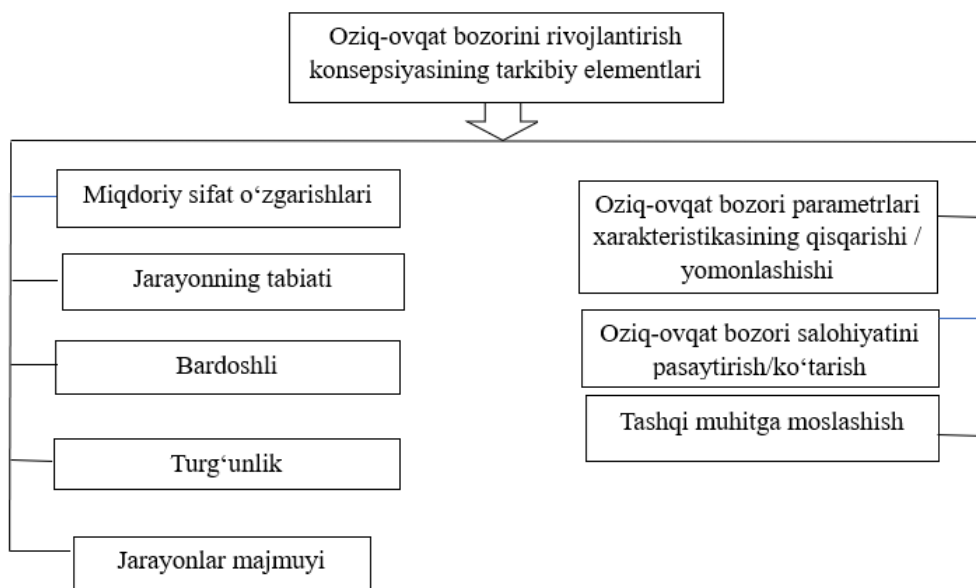 Oziq-ovqat bozorini rivojlantirish
konsepsiyasining tarkibiy elementlari
Miqdoriy sifat o‘zgarishlari
Jarayonning tabiati
Bardoshli
Turg‘unlik
Jarayonlar majmuyi
Oziq-ovqat bozori parametrlari
xarakteristikasining qisqarishi /
yomonlashishi
Oziq-ovqat bozori salohiyatini
pasaytirish/ko‘tarish
Tashqi muhitga moslashish